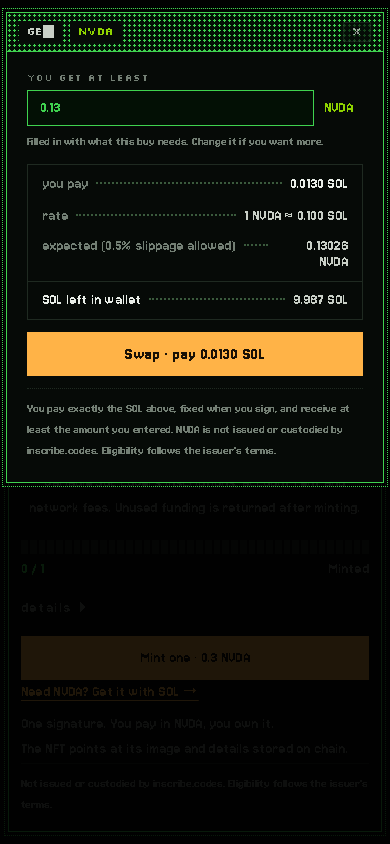 GE
NVDA
×
YOU GET AT LEAST
0.13 NVDA
Filled in with what this buy needs. Change it if you want more.
you pay 0.0130 SOL
rate 1 NVDA ≈ 0.100 SOL
expected (0.5% slippage allowed) 0.13026
NVDA
SOL left in wallet 9.987 SOL
Swap · pay 0.0130 SOL
You pay exactly the SOL above, fixed when you sign, and receive at
least the amount you entered. NVDA is not issued or custodied by
inscribe.codes. Eligibility follows the issuer's terms.
network fees. Unused funding is returned after minting.
0 / 1 Minted
details
Mint one · 0.3 NVDA
Need NVDA? Get it with SOL →
One signature. You pay in NVDA, you own it.
The NFT points at its image and details stored on chain.
Not issued or custodied by inscribe.codes. Eligibility follows the issuer's
terms.